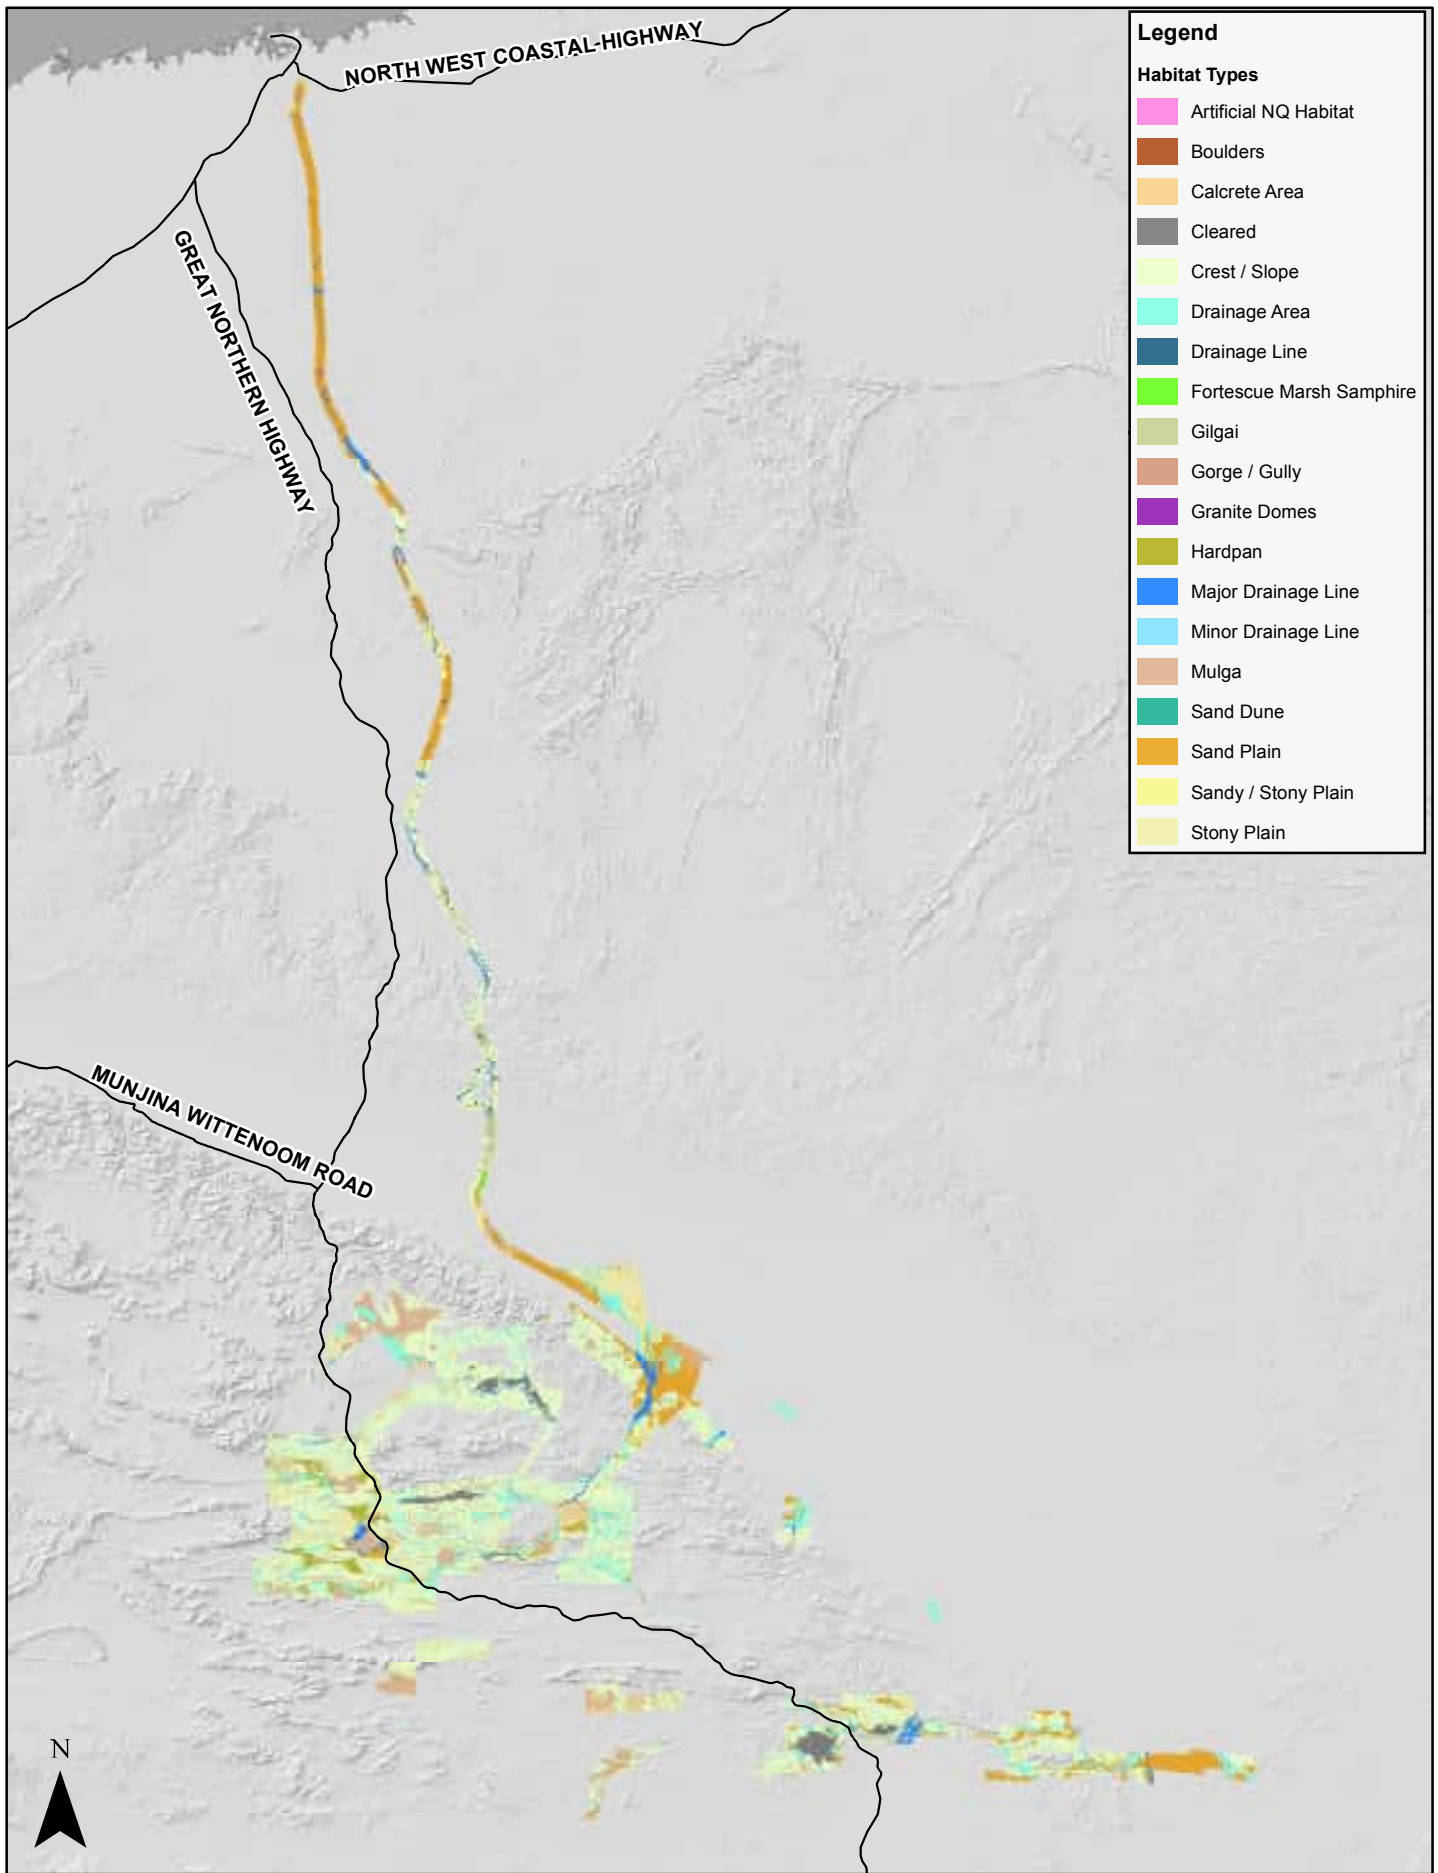 NORTH WEST COASTAL HIGHWAY
GREAT NORTHERN HIGHWAY
MUNJINA WITTENOOM ROAD
N
Legend
Habitat Types
Artificial NQ Habitat
Boulders
Calcrete Area
Cleared
Crest / Slope
Drainage Area
Drainage Line
Fortescue Marsh Samphire
Gilgai
Gorge / Gully
Granite Domes
Hardpan
Major Drainage Line
Minor Drainage Line
Mulga
Sand Dune
Sand Plain
Sandy / Stony Plain
Stony Plain